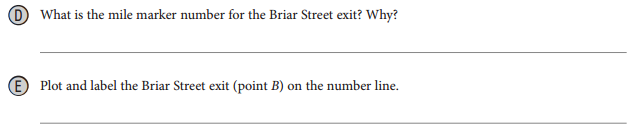 D What is the mile marker number for the Briar Street exit? Why?
E Plot and label the Briar Street exit (point B) on the number line.